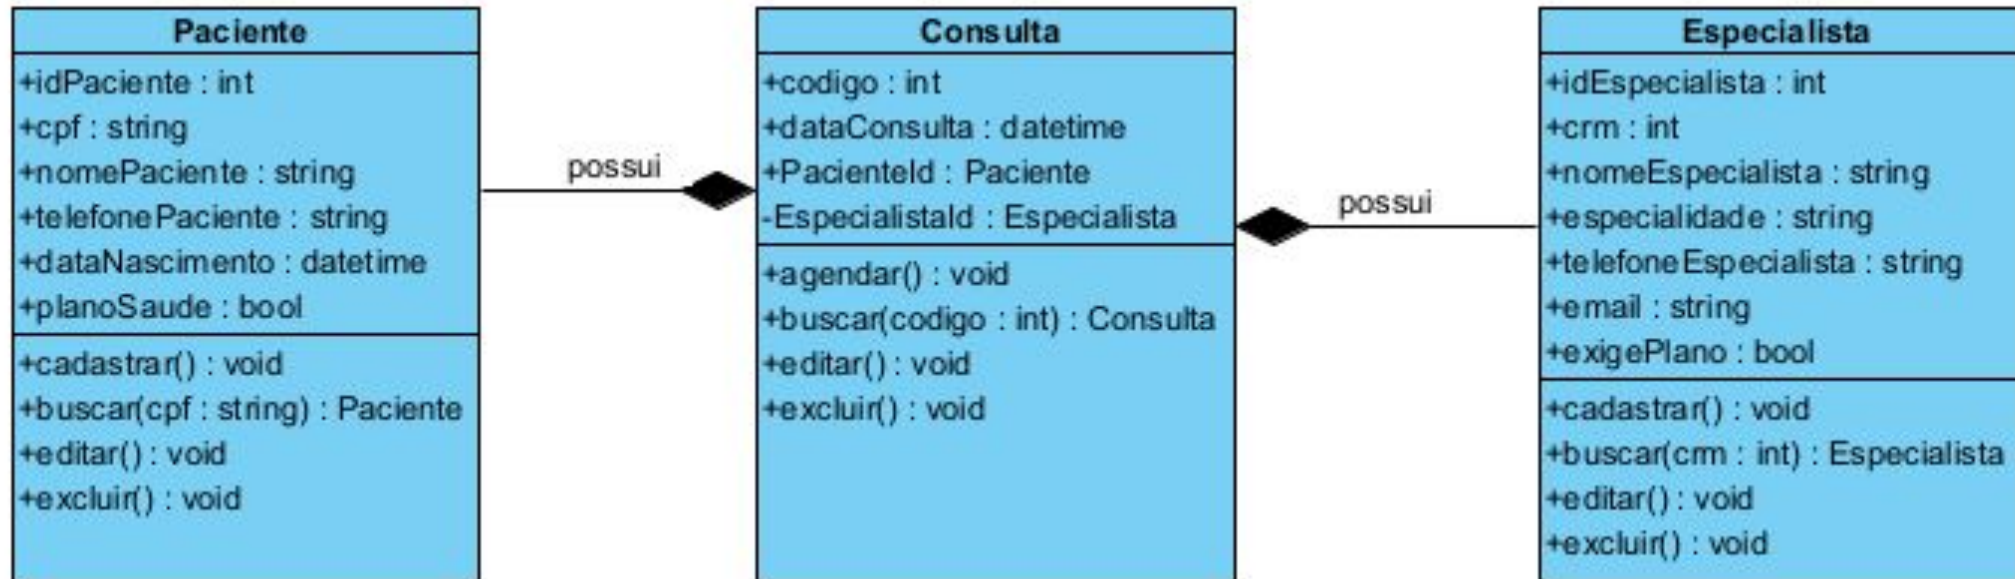 Paciente
+idPaciente : int
+cpf : string
+nomePaciente : string
+telefonePaciente : string
+dataNascimento : datetime
+planoSaude : bool
+cadastrar() : void
+buscar(cpf : string) : Paciente
+editar() : void
+excluir() : void
possui
Consulta
+codigo : int
+dataConsulta : datetime
+PacienteId : Paciente
-EspecialistaId : Especialista
+agendar() : void
+buscar(codigo : int) : Consulta
+editar() : void
+excluir() : void
possui
Especialista
+idEspecialista : int
+crm : int
+nomeEspecialista : string
+especialidade : string
+telefoneEspecialista : string
+email : string
+exigePlano : bool
+cadastrar() : void
+buscar(crm : int) : Especialista
+editar() : void
+excluir() : void